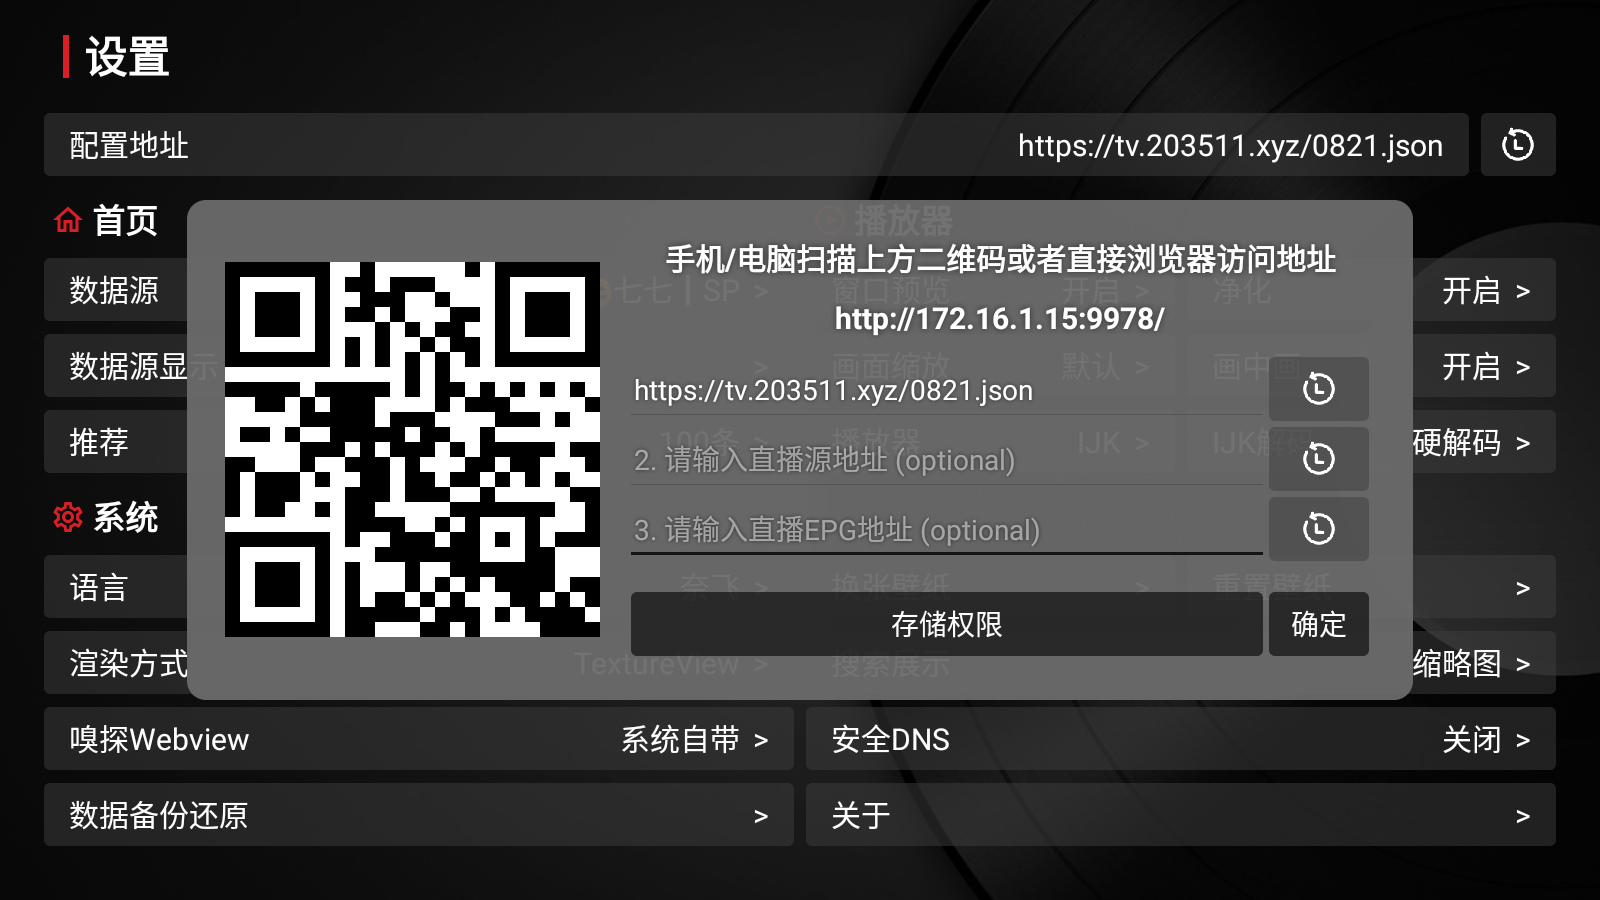 设置
配置地址 https://tv.203511.xyz/0821.json
首页 播放器
手机/电脑扫描上方二维码或者直接浏览器访问地址
数据源 七七 | SP > 窗口预览 开启 > 净化 开启 >
http://172.16.1.15:9978/
数据源显示 > 画面缩放 默认 > 画中画 开启 >
https://tv.203511.xyz/0821.json
推荐 100条 > 播放器 IJK > IJK解码 硬解码 >
2. 请输入直播源地址 (optional)
系统
3. 请输入直播EPG地址 (optional)
语言 奈飞 > 换张壁纸 > 重置壁纸 >
存储权限 确定
渲染方式 TextureView > 搜索展示 缩略图 >
嗅探Webview 系统自带 > 安全DNS 关闭 >
数据备份还原 > 关于 >